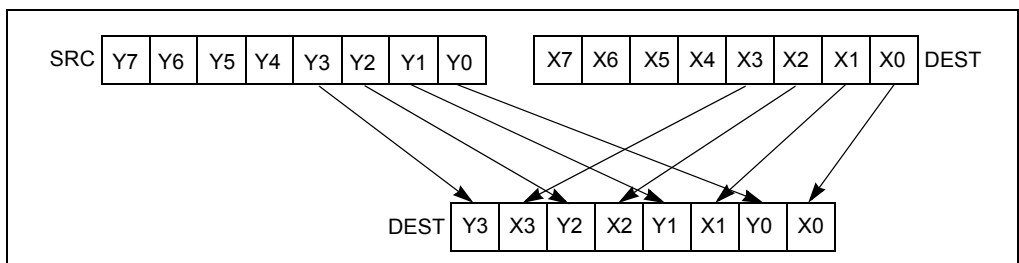 SRC Y7 Y6 Y5 Y4 Y3 Y2 Y1 Y0 X7 X6 X5 X4 X3 X2 X1 X0 DEST
DEST Y3 X3 Y2 X2 Y1 X1 Y0 X0